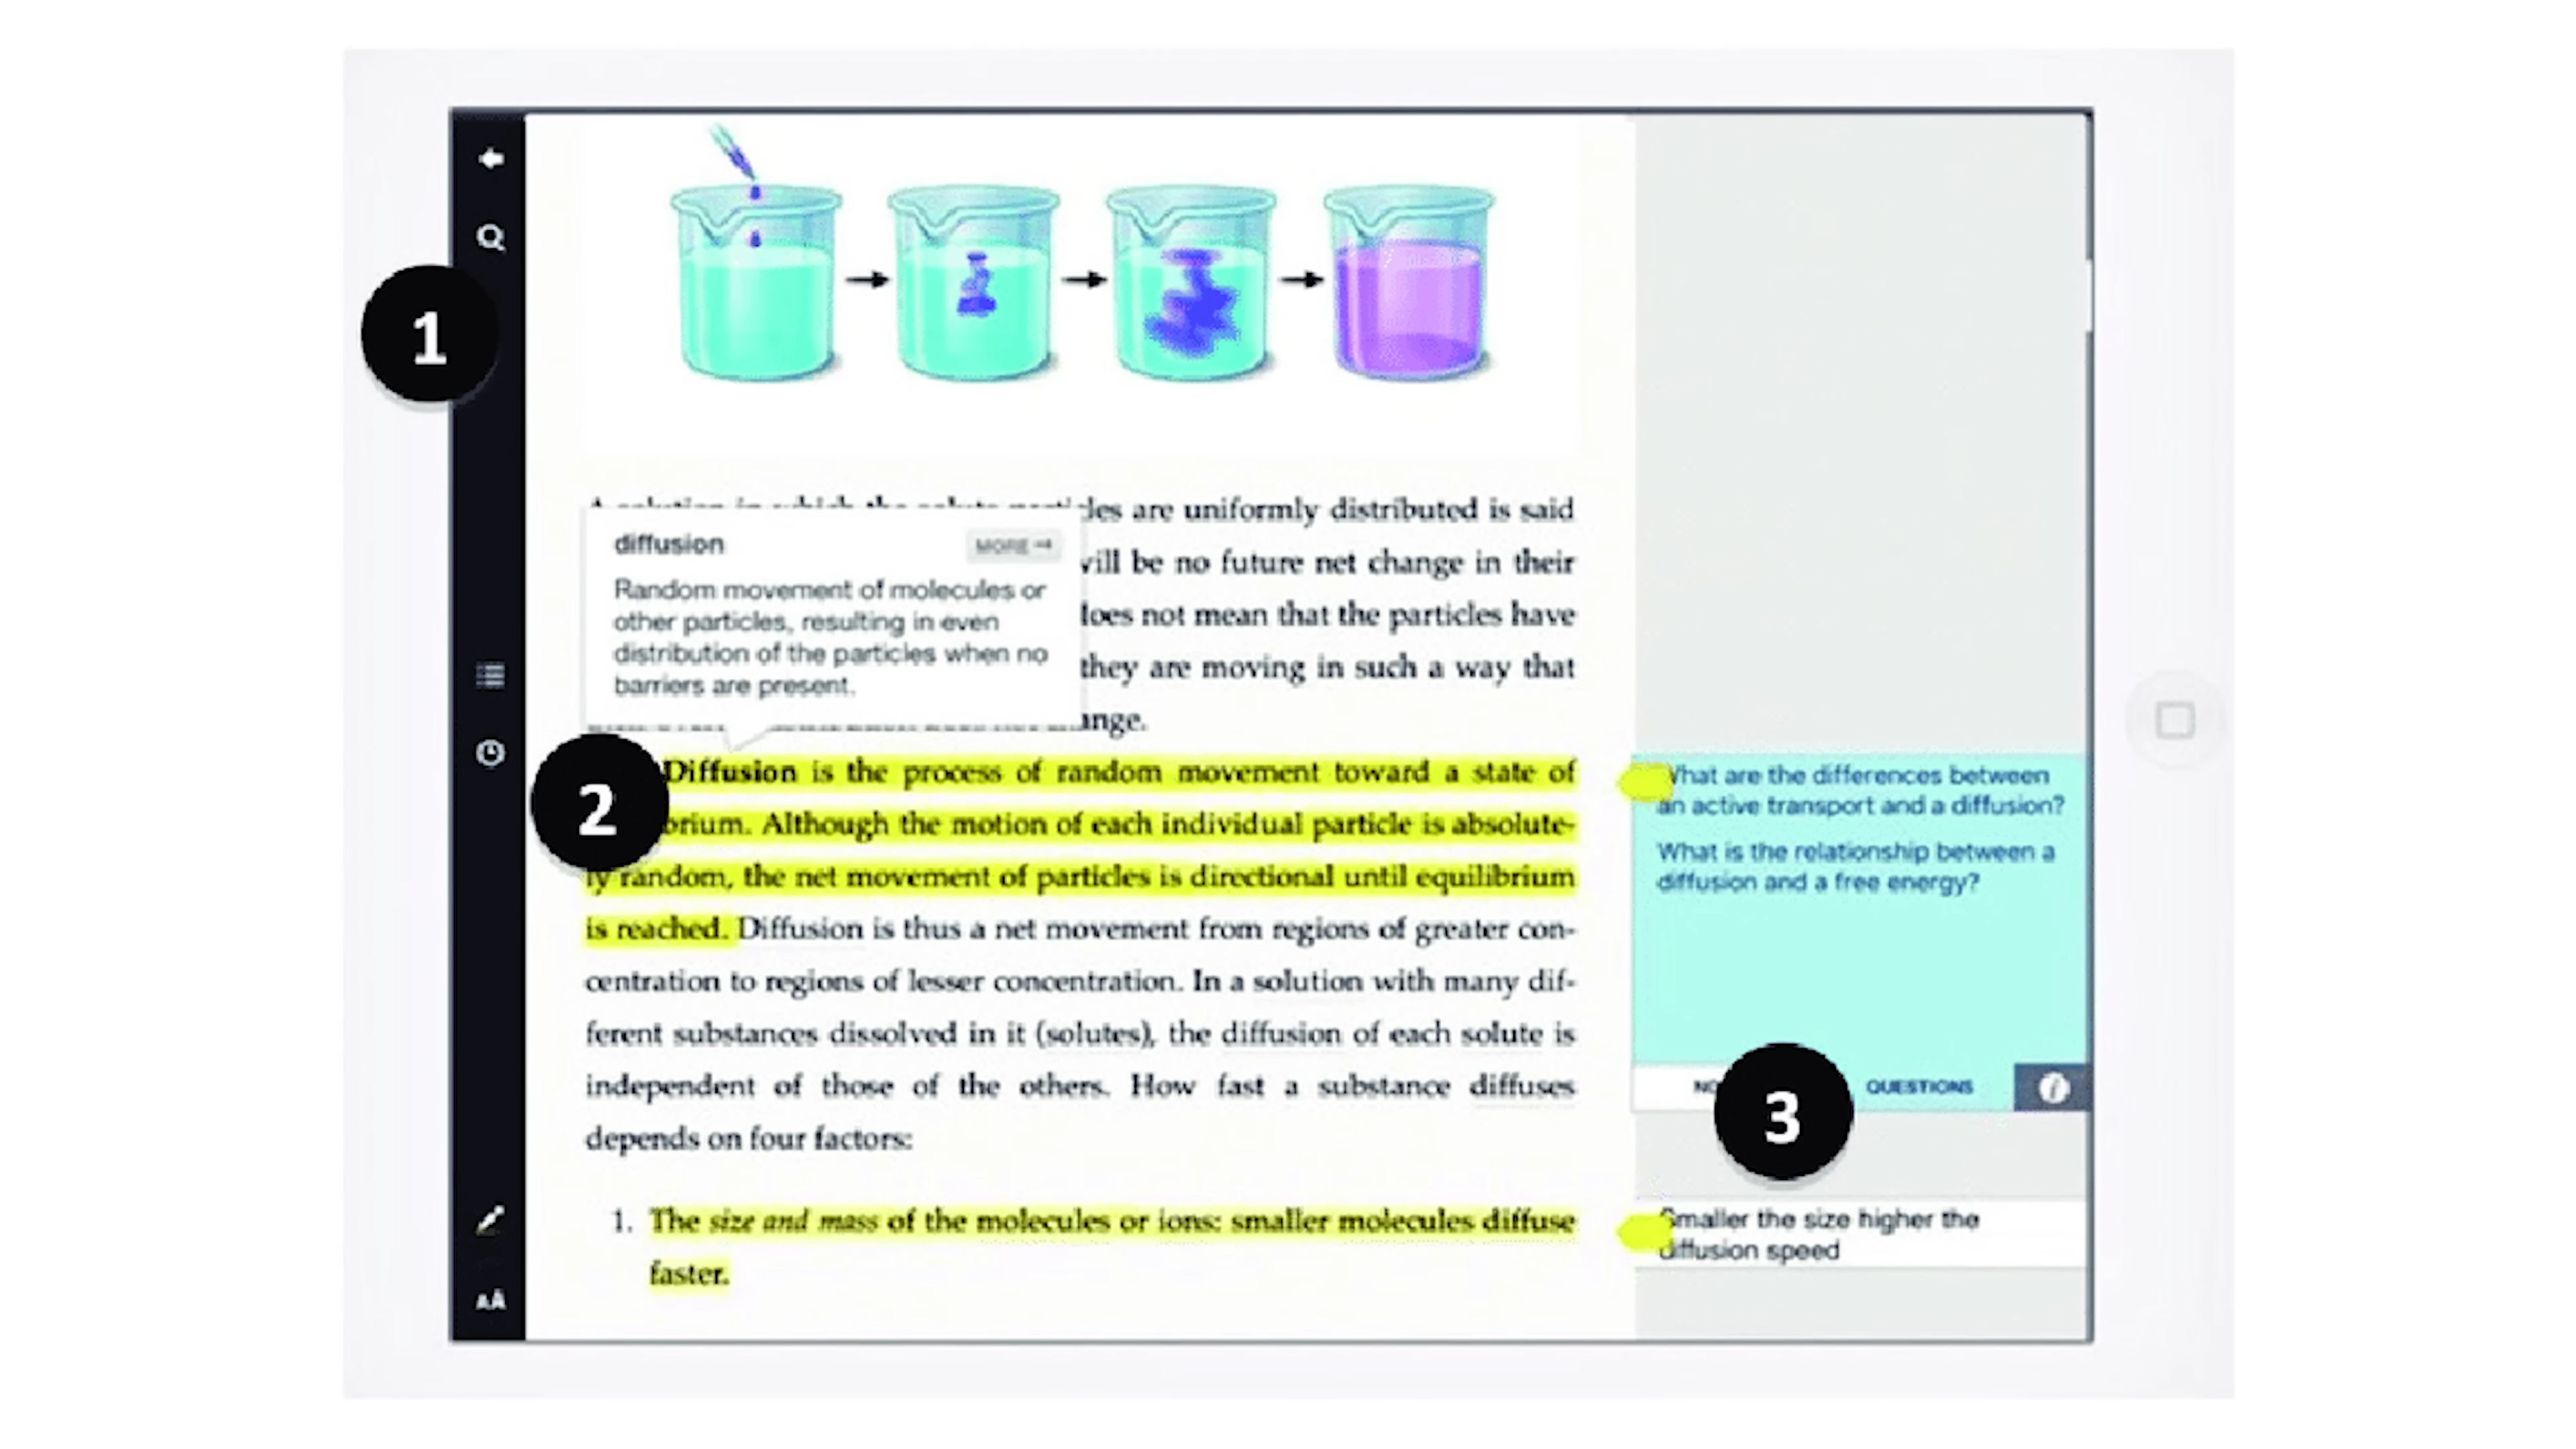 1
les are uniformly distributed is said
diffusion MORE
will be no future net change in their
Random movement of molecules or
other particles, resulting in even
does not mean that the particles have
distribution of the particles when no
they are moving in such a way that
barriers are present.
2
Diffusion is the process of random movement toward a state of
brium. Although the motion of each individual particle is absolute-
ly random, the net movement of particles is directional until equilibrium
is reached. Diffusion is thus a net movement from regions of greater con-
centration to regions of lesser concentration. In a solution with many dif-
ferent substances dissolved in it (solutes), the diffusion of each solute is
independent of those of the others. How fast a substance diffuses
depends on four factors:
1. The size and mass of the molecules or ions: smaller molecules diffuse
faster.
AA
What are the differences between
an active transport and a diffusion?
What is the relationship between a
diffusion and a free energy?
3
QUESTIONS
i
Smaller the size higher the
diffusion speed